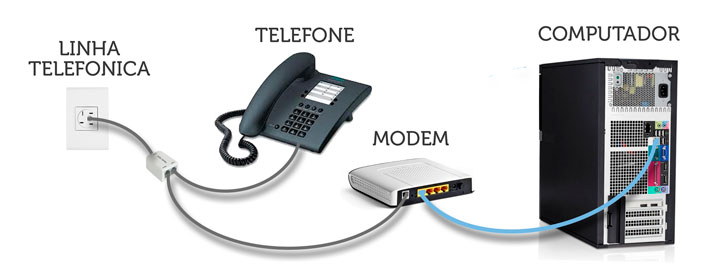 LINHA
TELEFONICA
TELEFONE
MODEM
COMPUTADOR